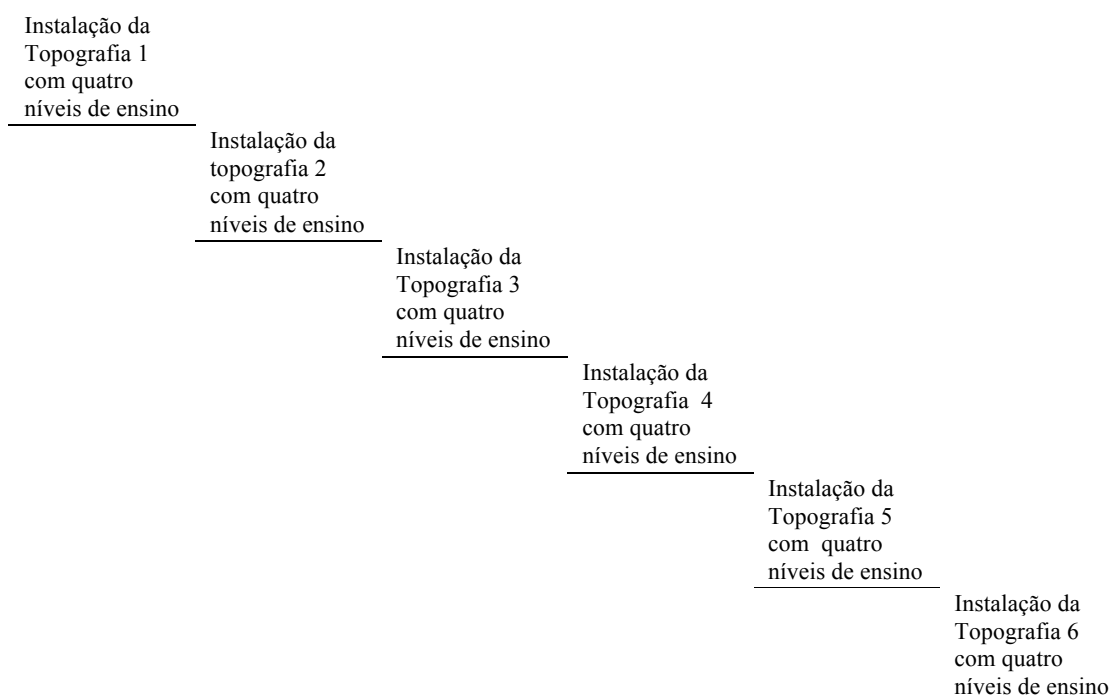 Instalação da
Topografia 1
com quatro
níveis de ensino
Instalação da
topografia 2
com quatro
níveis de ensino
Instalação da
Topografia 3
com quatro
níveis de ensino
Instalação da
Topografia  4
com quatro
níveis de ensino
Instalação da
Topografia 5
com  quatro
níveis de ensino
Instalação da
Topografia 6
com quatro
níveis de ensino